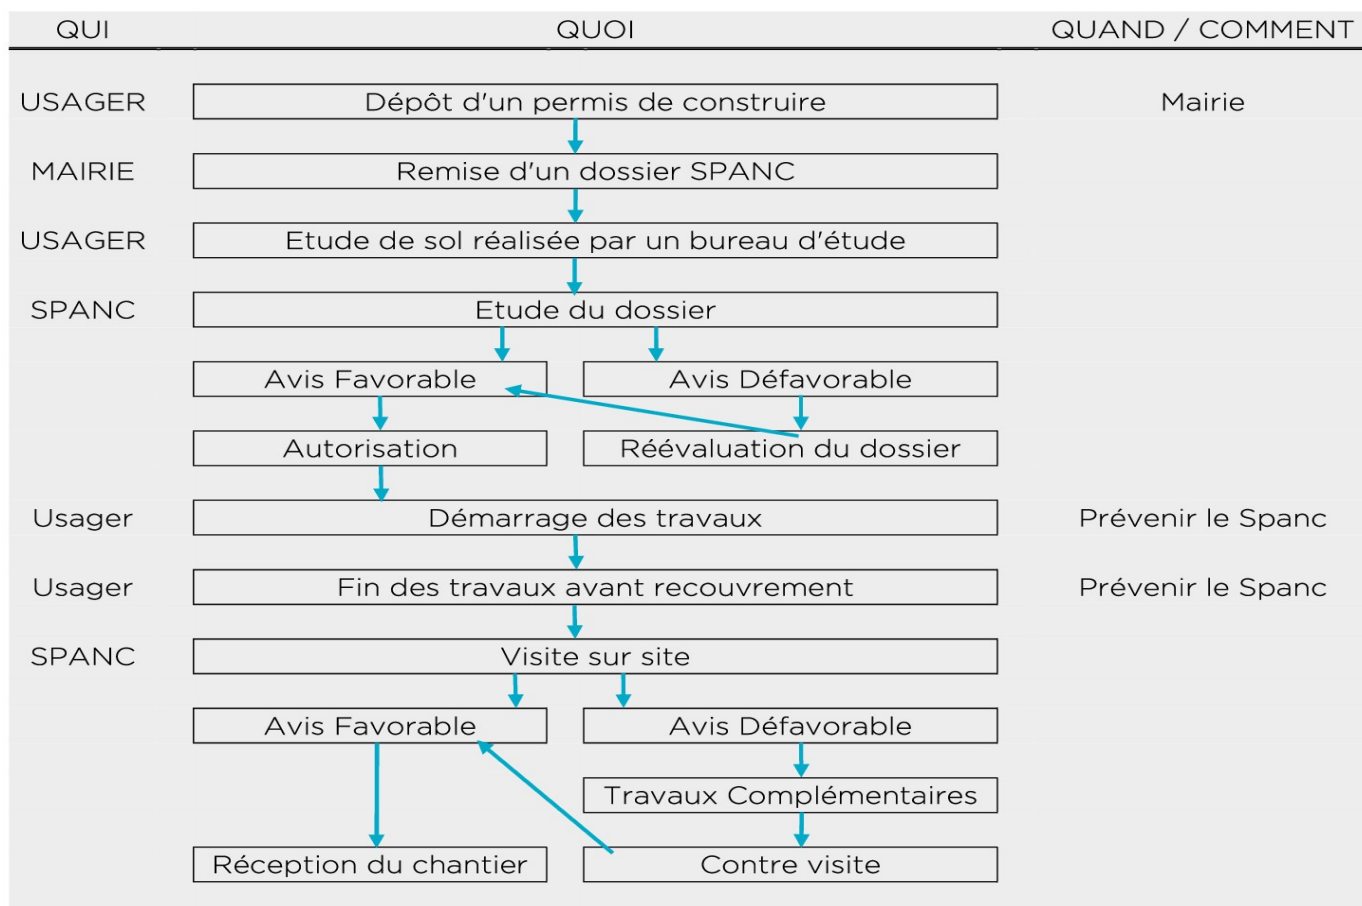 QUI QUOI QUAND / COMMENT
USAGER Dépôt d'un permis de construire Mairie
MAIRIE Remise d'un dossier SPANC
USAGER Etude de sol réalisée par un bureau d'étude
SPANC Etude du dossier
Avis Favorable Avis Défavorable
Autorisation Réévaluation du dossier
Usager Démarrage des travaux Prévenir le Spanc
Usager Fin des travaux avant recouvrement Prévenir le Spanc
SPANC Visite sur site
Avis Favorable Avis Défavorable
Travaux Complémentaires
Réception du chantier Contre visite